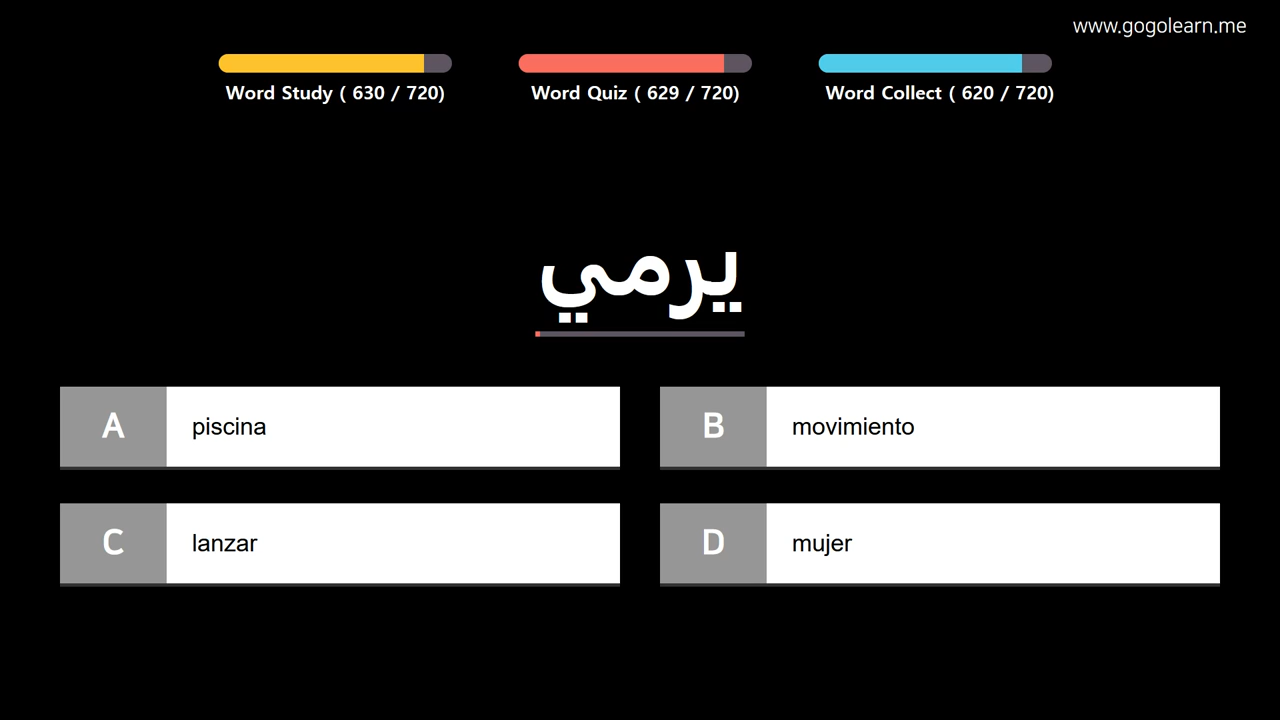 www.gogolearn.me
Word Study ( 630 / 720)
Word Quiz ( 629 / 720)
Word Collect ( 620 / 720)
يرمي
A piscina
B movimiento
C lanzar
D mujer